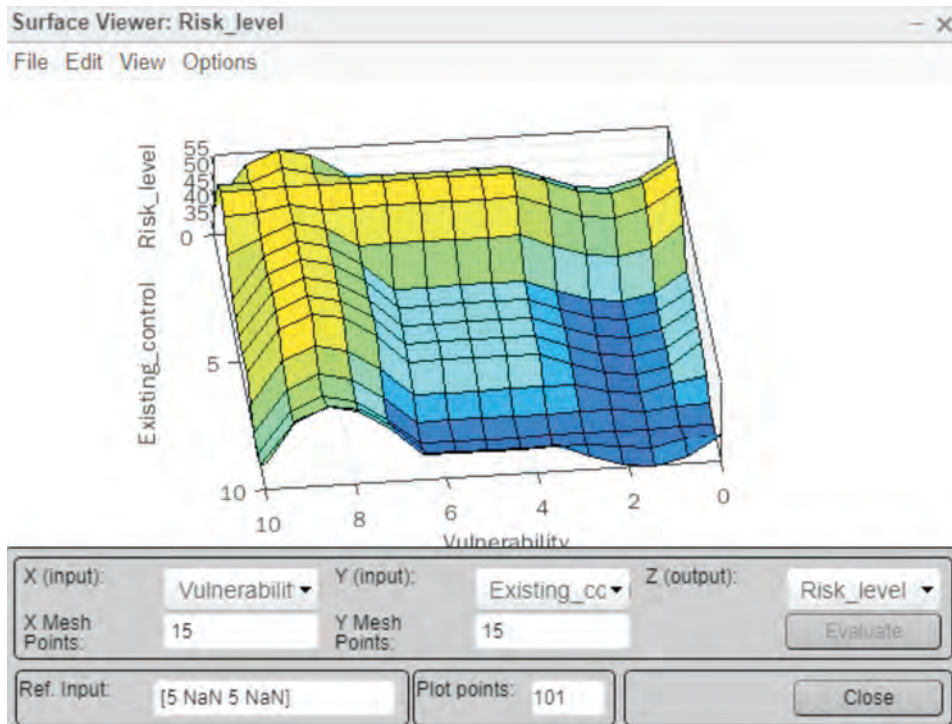 Surface Viewer: Risk_level
File Edit View Options
55
50
45
40
35
Risk_level
0
5
10
Existing_control
10 8 6 4 2 0
Vulnerability
X (input): Vulnerabilit Y (input): Existing_cc Z (output): Risk_level
X Mesh Points: 15 Y Mesh Points: 15 Evaluate
Ref. Input: [5 NaN 5 NaN] Plot points: 101 Close